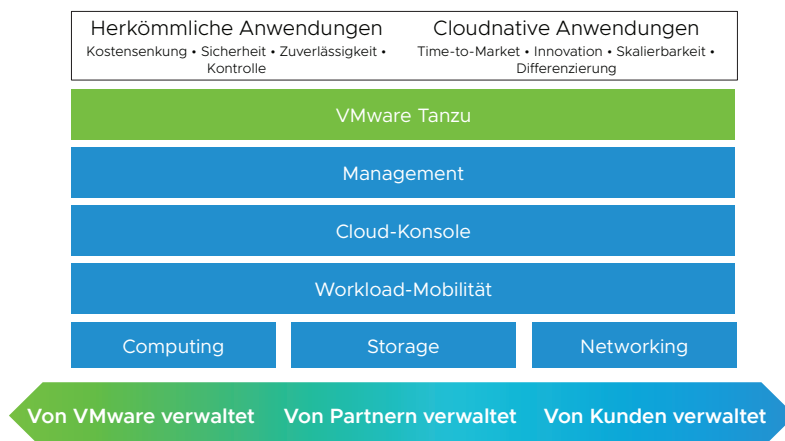 Herkömmliche Anwendungen
Kostensenkung • Sicherheit • Zuverlässigkeit •
Kontrolle
Cloudnative Anwendungen
Time-to-Market • Innovation • Skalierbarkeit •
Differenzierung
VMware Tanzu
Management
Cloud-Konsole
Workload-Mobilität
Computing
Storage
Networking
Von VMware verwaltet
Von Partnern verwaltet
Von Kunden verwaltet